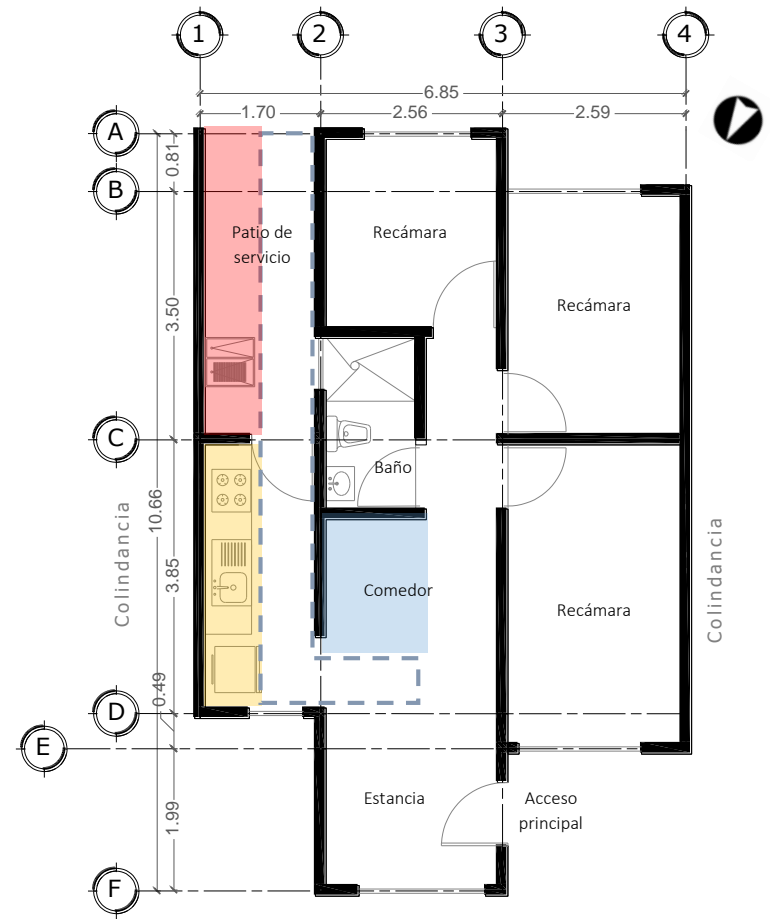 1
2
3
4
6.85
1.70
2.56
2.59
A
0.81
B
Patio de
servicio
Recámara
Recámara
3.50
C
Baño
Colindancia
10.66
3.85
Comedor
Recámara
Colindancia
0.49
D
E
Estancia
Acceso
principal
1.99
F